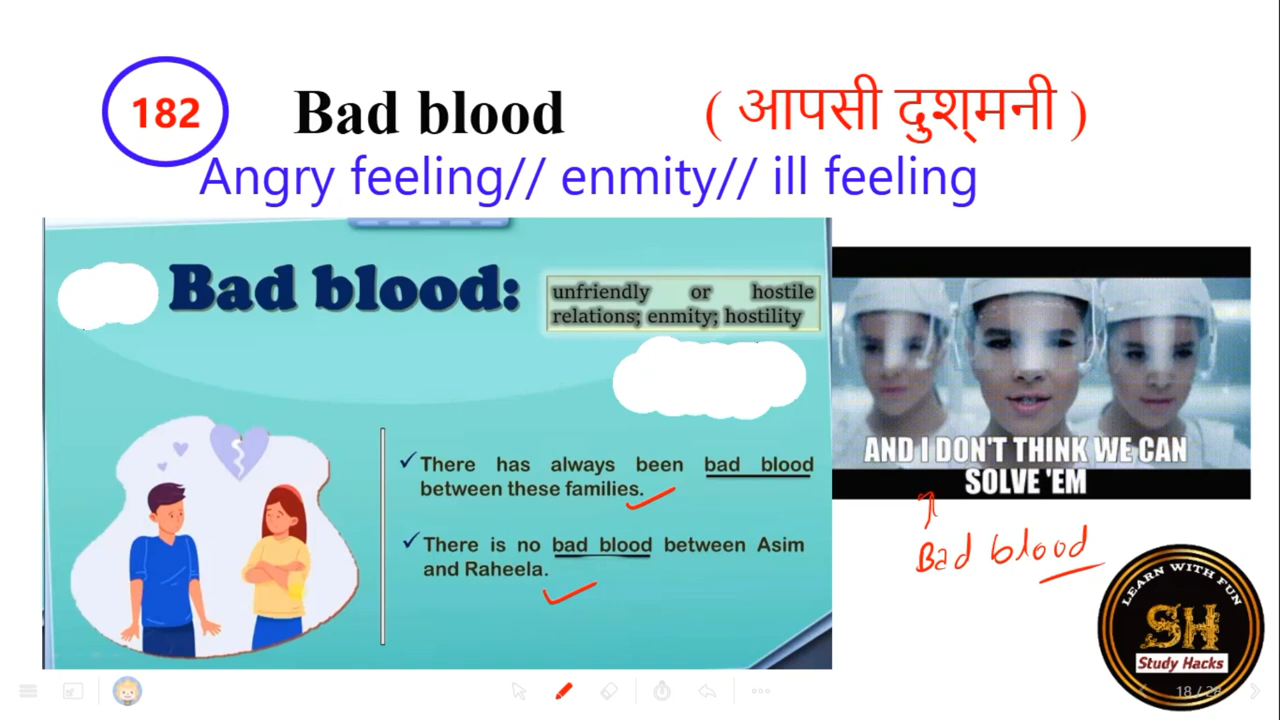 182 Bad blood ( आपसी दुश्मनी )
Angry feeling// enmity// ill feeling
Bad blood:
unfriendly or hostile
relations; enmity; hostility
There has always been bad blood
between these families.
There is no bad blood between Asim
and Raheela.
AND I DON'T THINK WE CAN
SOLVE 'EM
Bad blood
LEARN WITH FUN
SH
Study Hacks
18 / 28